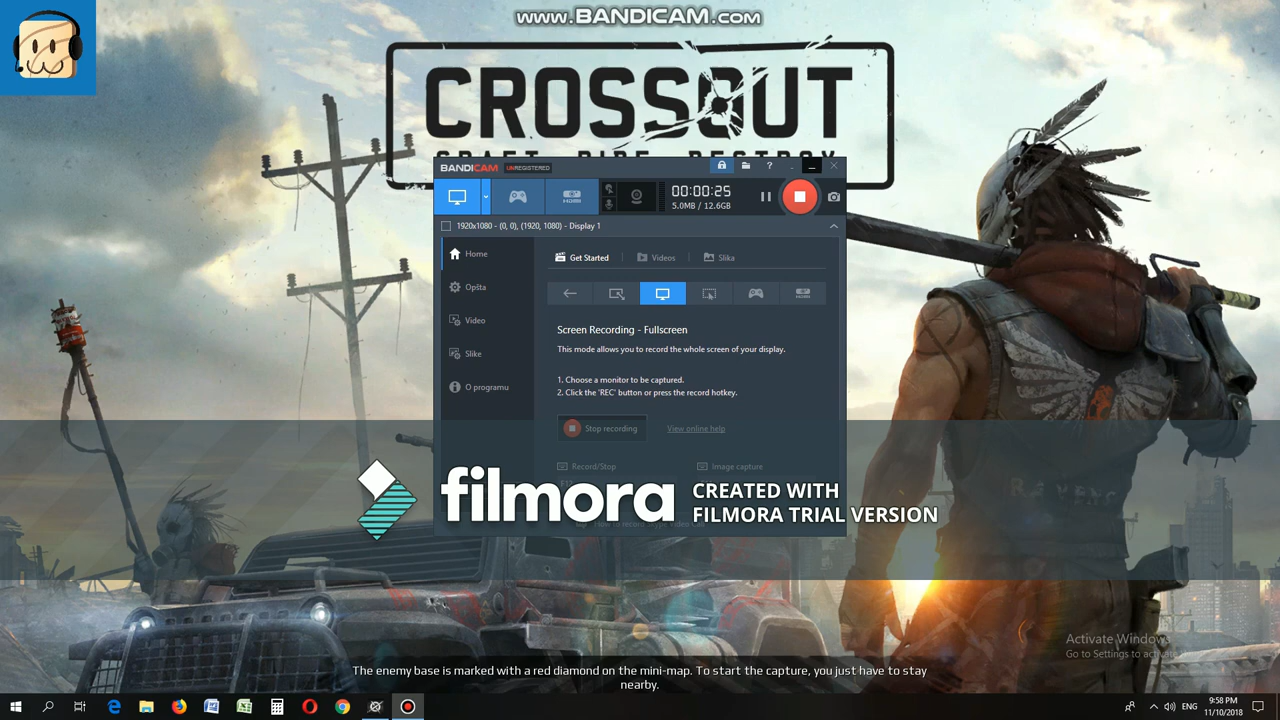 www.BANDICAM.com
CROSSOUT
CRAFT RIDE DESTROY
BANDICAM UNREGISTERED
?
00:00:25
5.0MB / 12.6GB
HDMI
1920x1080 - (0, 0), (1920, 1080) - Display 1
Home
Get Started
Videos
Slika
Opšta
Video
Slike
O programu
Screen Recording - Fullscreen
This mode allows you to record the whole screen of your display.
1. Choose a monitor to be captured.
2. Click the 'REC' button or press the record hotkey.
Stop recording
View online help
Record/Stop
Image capture
filmora
CREATED WITH
FILMORA TRIAL VERSION
Activate Windows
Go to Settings to activate
The enemy base is marked with a red diamond on the mini-map. To start the capture, you just have to stay
nearby.
ENG
9:58 PM
11/10/2018